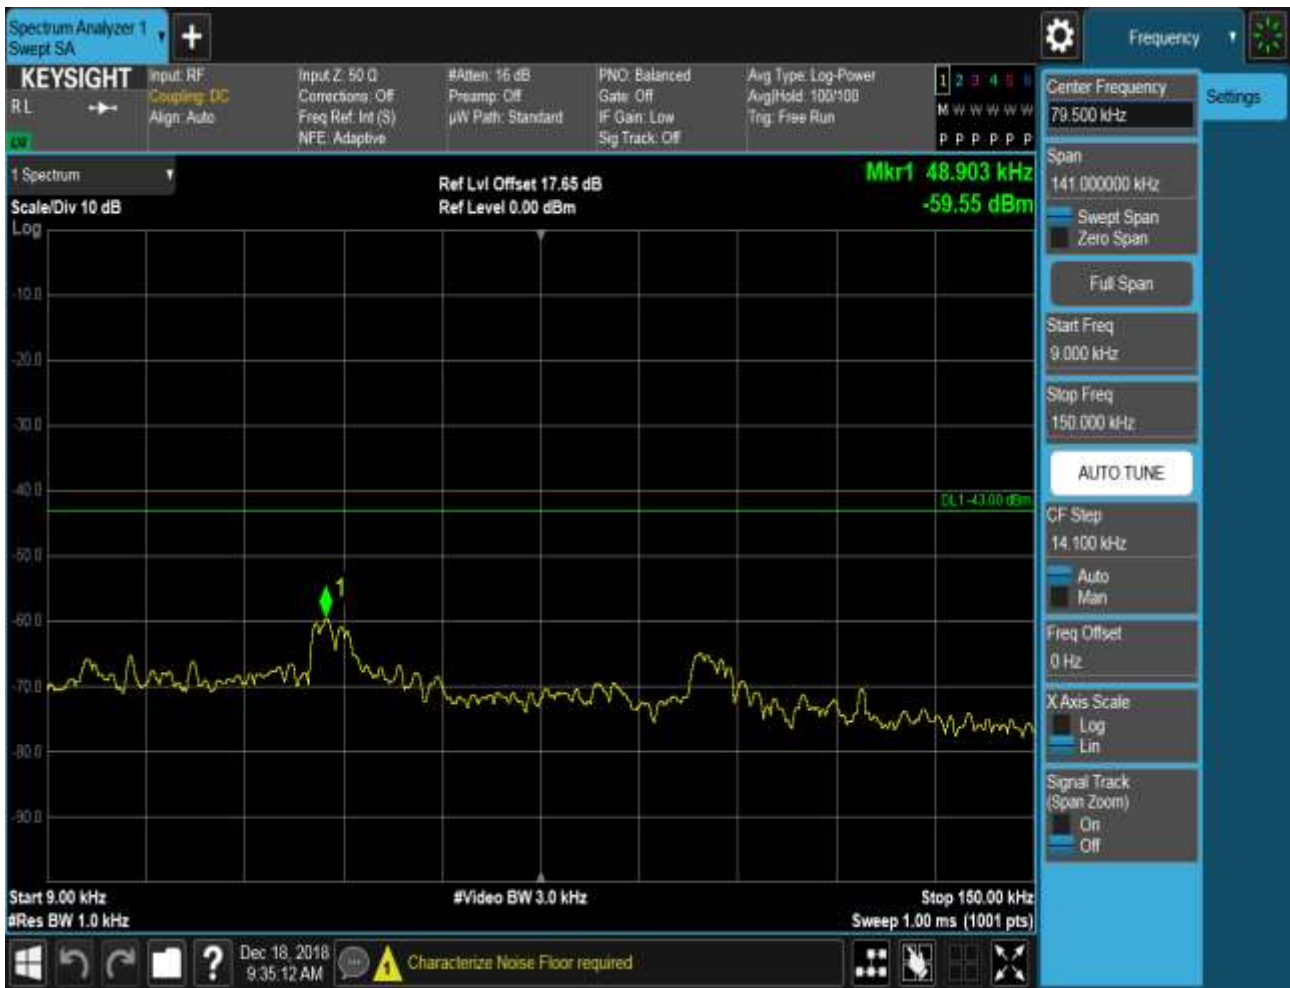 Spectrum Analyzer 1
Swept SA
Frequency
KEYSIGHT
R L
Input: RF
Coupling: DC
Align: Auto
Input Z: 50 Ω
Corrections: Off
Freq Ref: Int (S)
NFE: Adaptive
#Atten: 16 dB
Preamp: Off
µW Path: Standard
PNO: Balanced
Gate: Off
IF Gain: Low
Sig Track: Off
Avg Type: Log-Power
Avg|Hold: 100/100
Trig: Free Run
1 2 3 4 5 6
M W W W W W
P P P P P P
1 Spectrum
Scale/Div 10 dB
Log
Ref Lvl Offset 17.65 dB
Ref Level 0.00 dBm
Mkr1 48.903 kHz
-59.55 dBm
-10.0
-20.0
-30.0
-40.0
DL1 -43.00 dBm
-50.0
1
-60.0
-70.0
-80.0
-90.0
Start 9.00 kHz
#Video BW 3.0 kHz
Stop 150.00 kHz
#Res BW 1.0 kHz
Sweep 1.00 ms (1001 pts)
Dec 18, 2018
9:35:12 AM
Characterize Noise Floor required
Center Frequency
79.500 kHz
Settings
Span
141.000000 kHz
Swept Span
Zero Span
Full Span
Start Freq
9.000 kHz
Stop Freq
150.000 kHz
AUTO TUNE
CF Step
14.100 kHz
Auto
Man
Freq Offset
0 Hz
X Axis Scale
Log
Lin
Signal Track
(Span Zoom)
On
Off